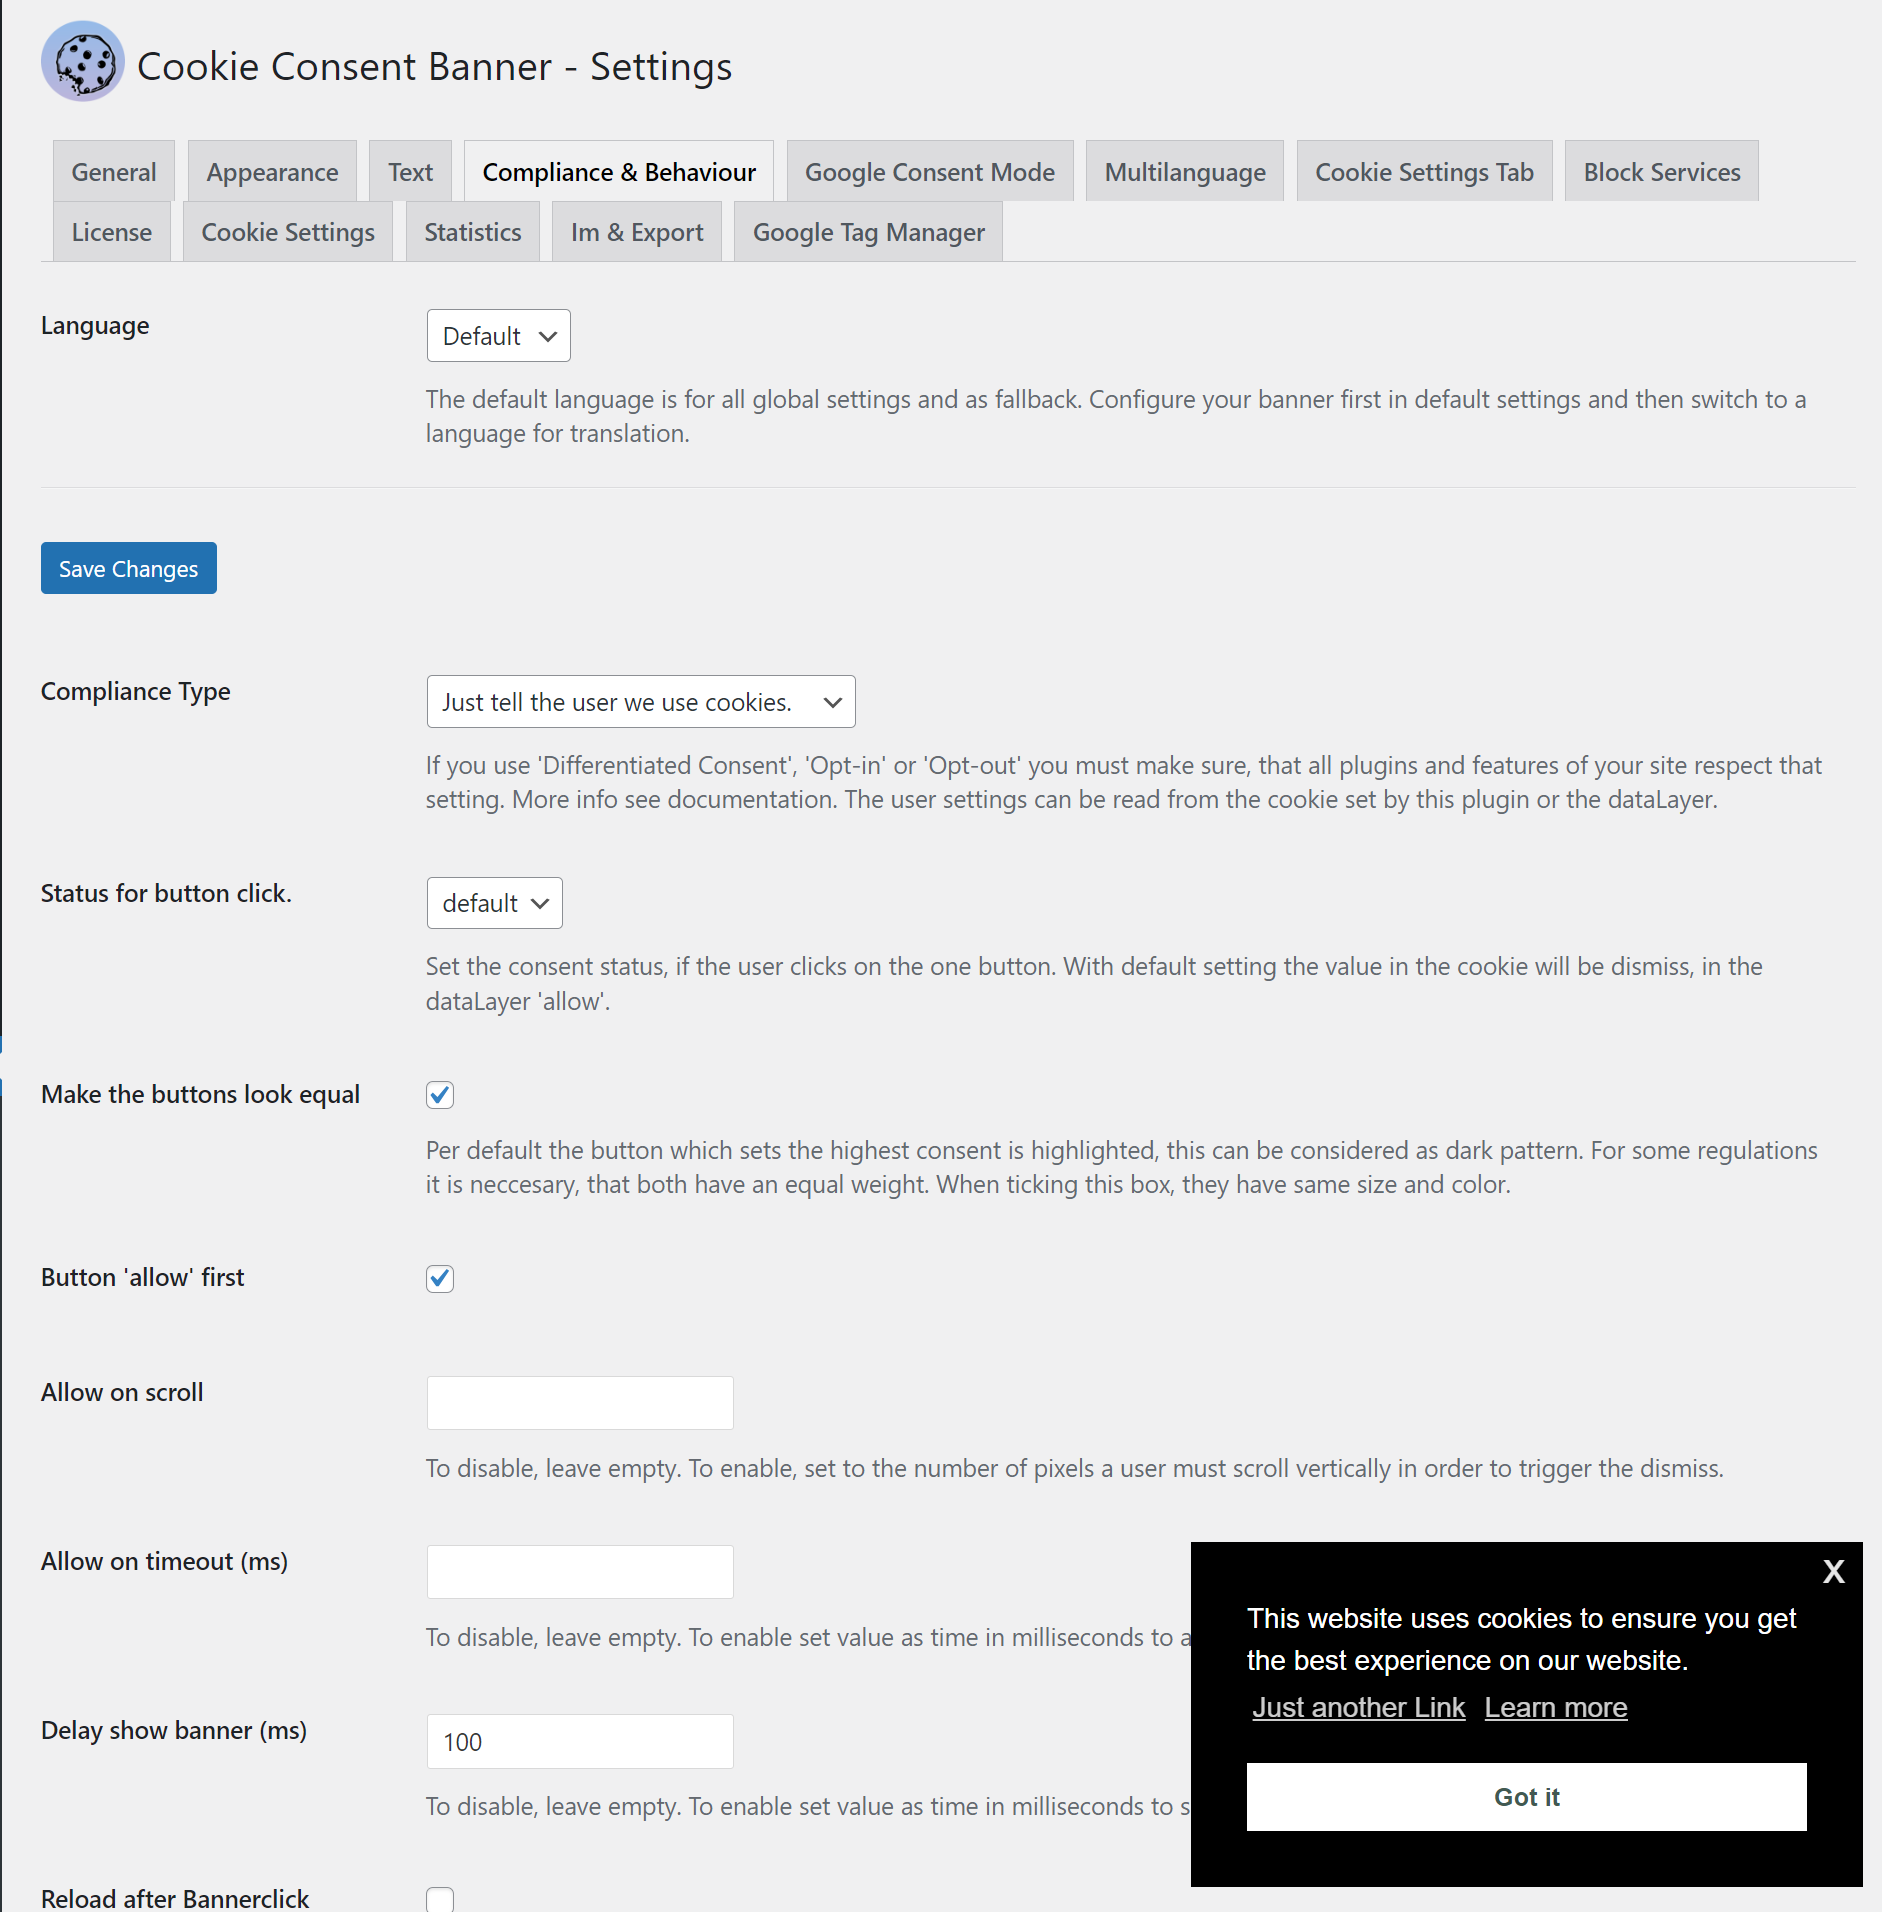 Cookie Consent Banner - Settings
General Appearance Text Compliance & Behaviour Google Consent Mode Multilanguage Cookie Settings Tab Block Services
License Cookie Settings Statistics Im & Export Google Tag Manager
Language
Default
The default language is for all global settings and as fallback. Configure your banner first in default settings and then switch to a
language for translation.
Save Changes
Compliance Type
Just tell the user we use cookies.
If you use 'Differentiated Consent', 'Opt-in' or 'Opt-out' you must make sure, that all plugins and features of your site respect that
setting. More info see documentation. The user settings can be read from the cookie set by this plugin or the dataLayer.
Status for button click.
default
Set the consent status, if the user clicks on the one button. With default setting the value in the cookie will be dismiss, in the
dataLayer 'allow'.
Make the buttons look equal
Per default the button which sets the highest consent is highlighted, this can be considered as dark pattern. For some regulations
it is neccesary, that both have an equal weight. When ticking this box, they have same size and color.
Button 'allow' first
Allow on scroll
To disable, leave empty. To enable, set to the number of pixels a user must scroll vertically in order to trigger the dismiss.
Allow on timeout (ms)
To disable, leave empty. To enable set value as time in milliseconds to a
Delay show banner (ms)
100
To disable, leave empty. To enable set value as time in milliseconds to s
Reload after Bannerclick
X
This website uses cookies to ensure you get
the best experience on our website.
Just another Link Learn more
Got it